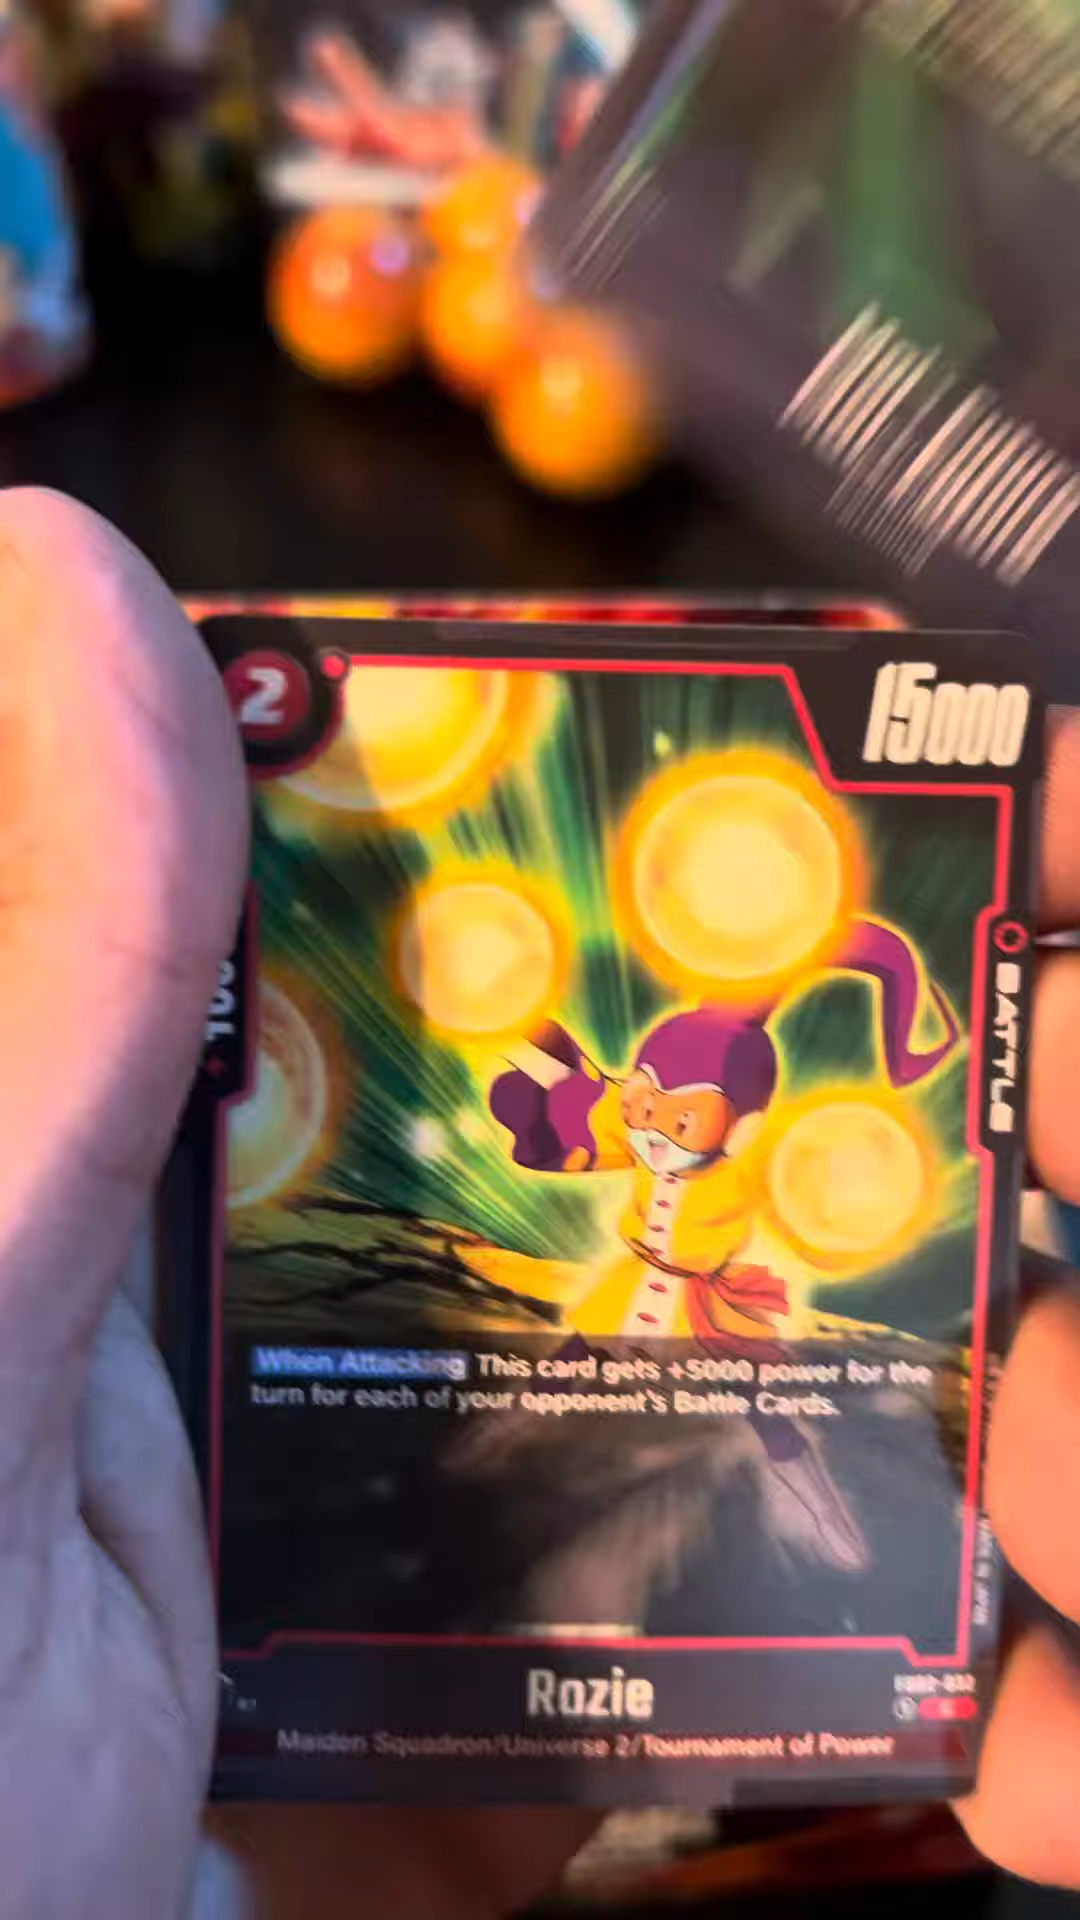 2
15000
BATTLE
When Attacking This card gets +5000 power for the
turn for each of your opponent's Battle Cards.
Rozie
Maiden Squadron/Universe 2/Tournament of Power